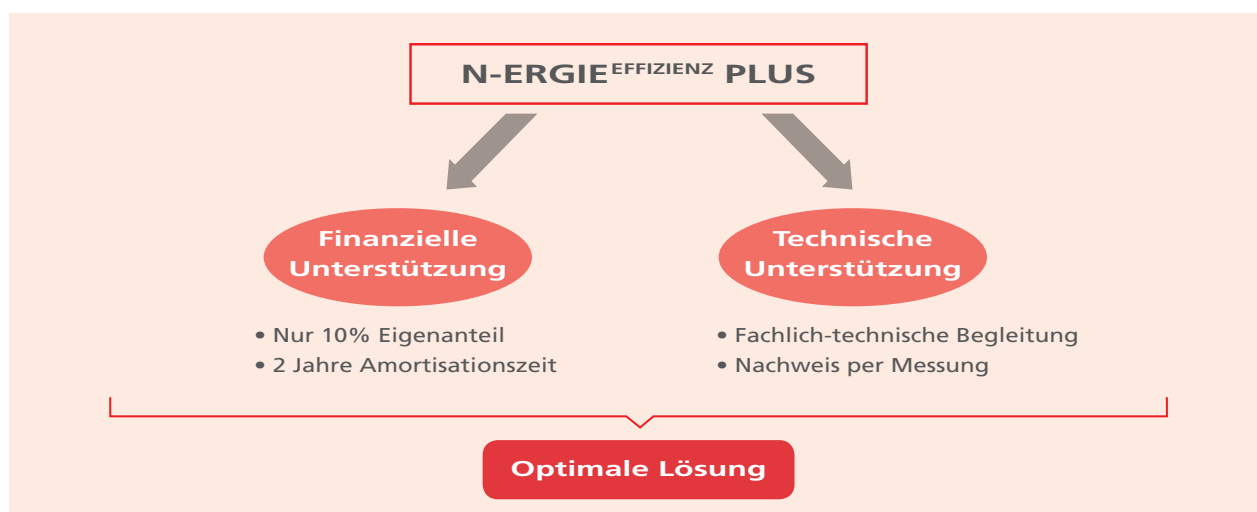 N-ERGIE EFFIZIENZ PLUS
Finanzielle
Unterstützung
• Nur 10% Eigenanteil
• 2 Jahre Amortisationszeit
Technische
Unterstützung
• Fachlich-technische Begleitung
• Nachweis per Messung
Optimale Lösung